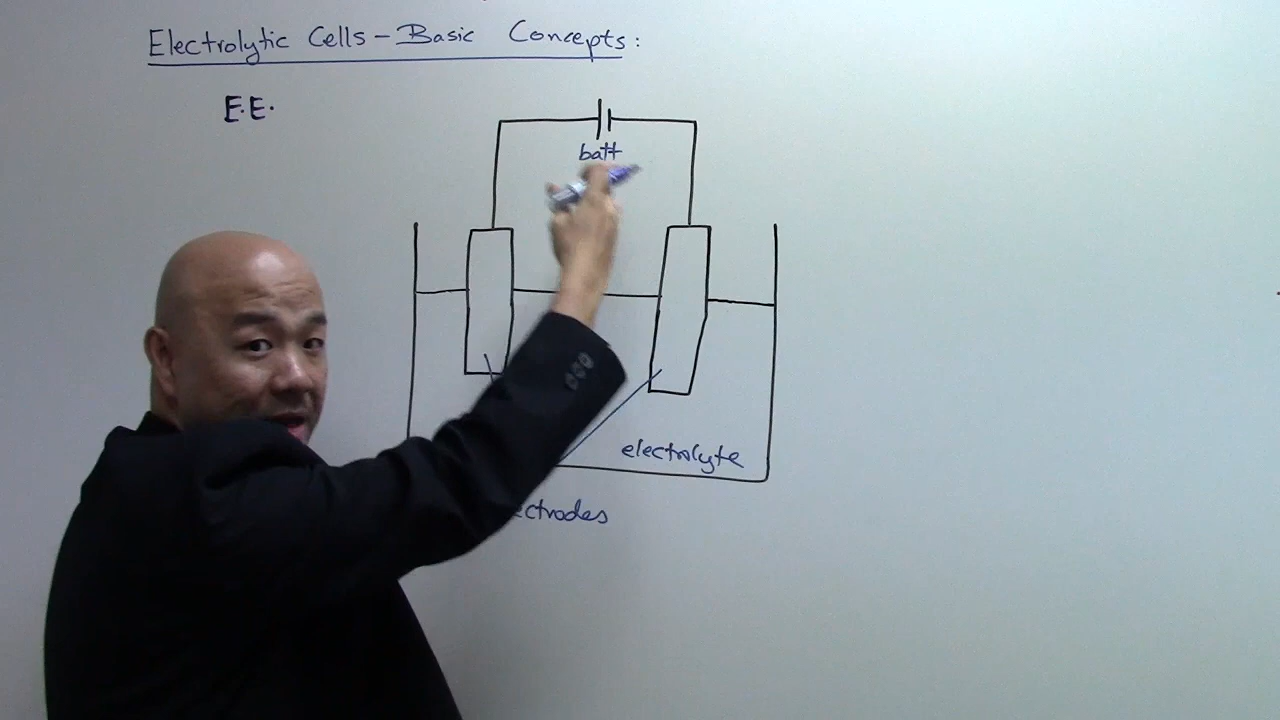 Electrolytic Cells - Basic Concepts:
E.E.
batt
electrolyte
ectrodes